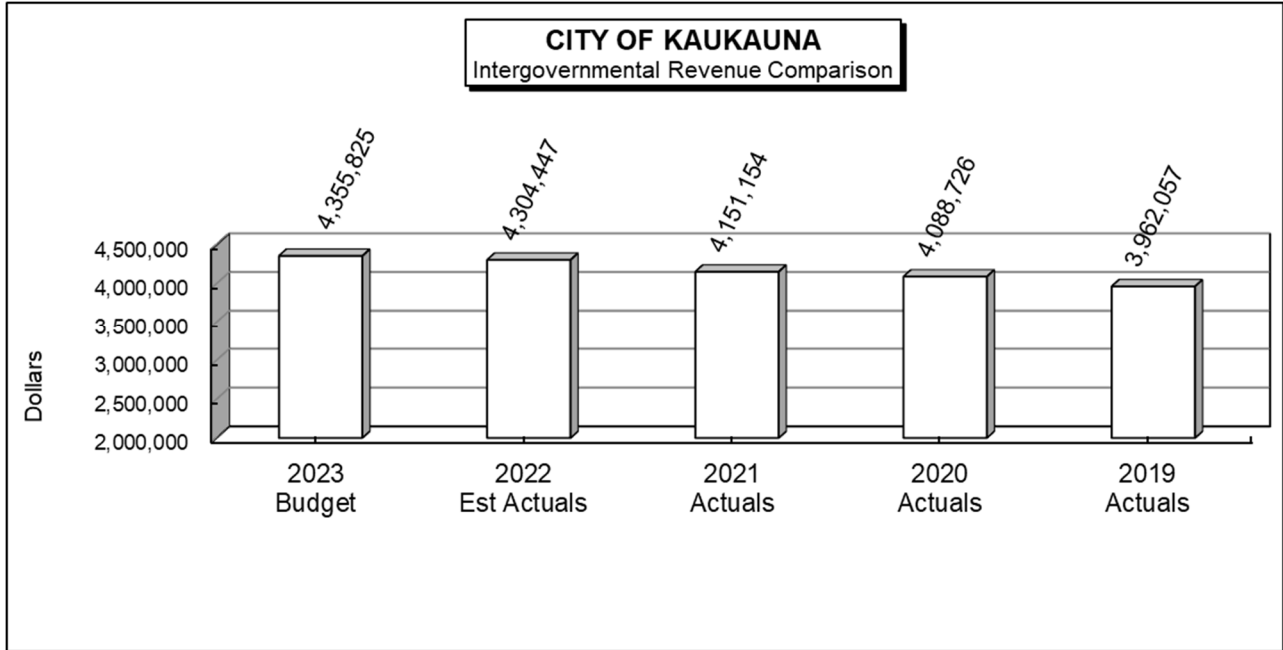 CITY OF KAUKAUNA
Intergovernmental Revenue Comparison
4,355,825
4,304,447
4,151,154
4,088,726
3,962,057
Dollars
4,500,000
4,000,000
3,500,000
3,000,000
2,500,000
2,000,000
2023
Budget
2022
Est Actuals
2021
Actuals
2020
Actuals
2019
Actuals